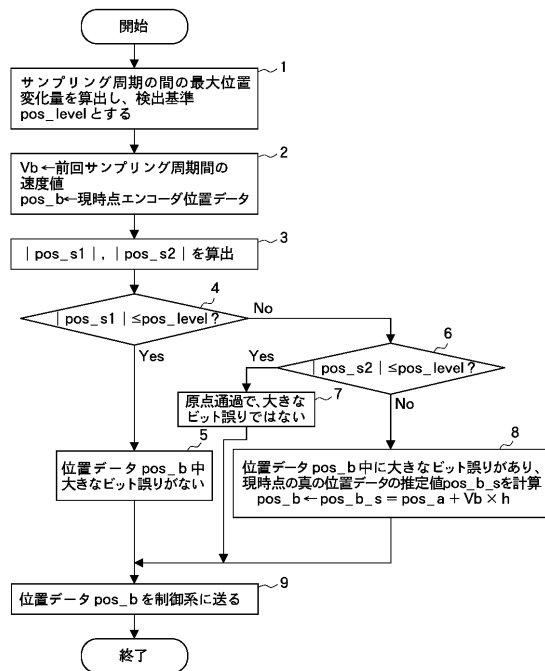 開始
1
サンプリング周期の間の最大位置
変化量を算出し、検出基準
pos_levelとする
2
Vb←前回サンプリング周期間の
速度値
pos_b←現時点エンコーダ位置データ
3
｜pos_s1｜,｜pos_s2｜を算出
4
｜pos_s1｜≤pos_level?
No
Yes
6
｜pos_s2｜≤pos_level?
Yes
No
7
原点通過で、大きな
ビット誤りではない
5
位置データpos_b中
大きなビット誤りがない
8
位置データpos_b中に大きなビット誤りがあり、
現時点の真の位置データの推定値pos_b_sを計算
pos_b←pos_b_s=pos_a+Vb×h
9
位置データpos_bを制御系に送る
終了